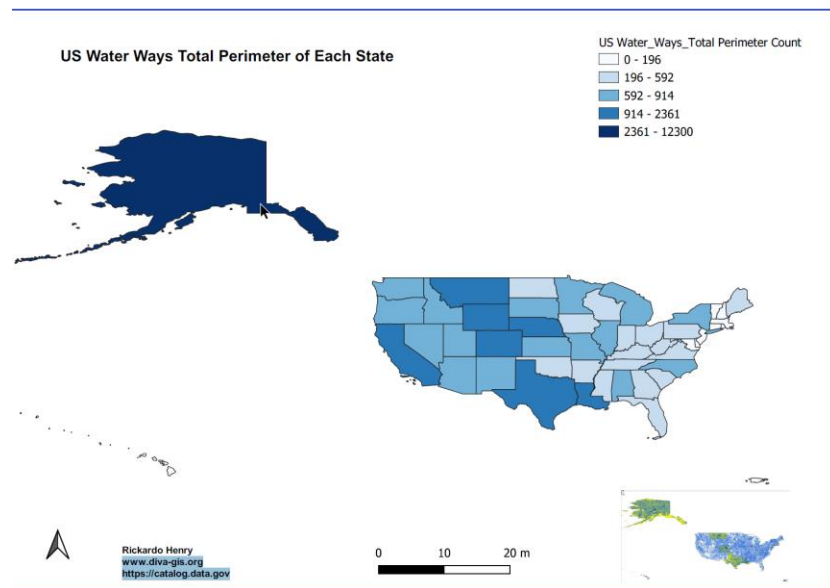 US Water Ways Total Perimeter of Each State
US Water_Ways_Total Perimeter Count
0 - 196
196 - 592
592 - 914
914 - 2361
2361 - 12300
Rickardo Henry
www.diva-gis.org
https://catalog.data.gov
0 10 20 m